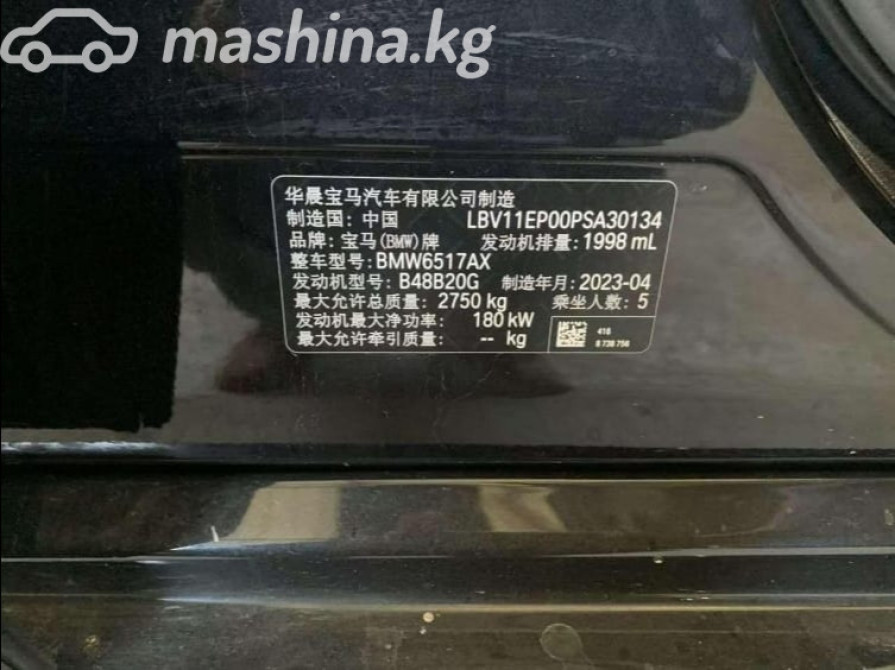 mashina.kg
华晨宝马汽车有限公司制造
制造国: 中国 LBV11EP00PSA30134
品牌: 宝马(BMW)牌 发动机排量: 1998 mL
整车型号: BMW6517AX
发动机型号: B48B20G 制造年月: 2023-04
最大允许总质量: 2750 kg 乘坐人数: 5
发动机最大净功率: 180 kW
最大允许牵引质量: -- kg
416
8 738 756